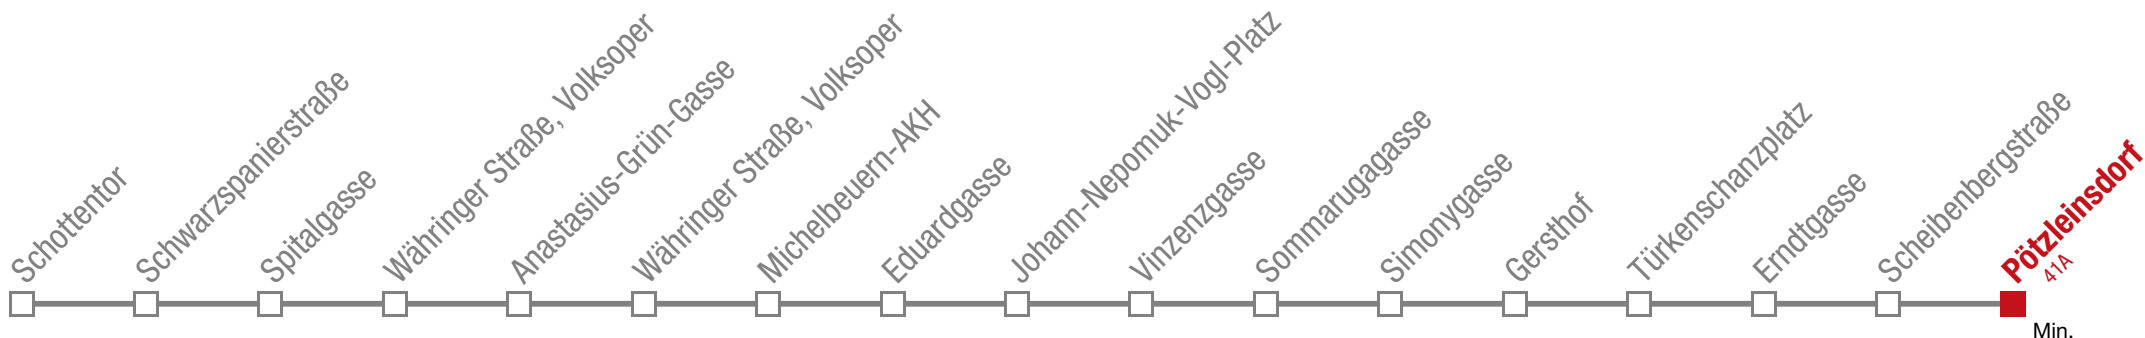 Schottentor
Schwarzspanierstraße
Spitalgasse
Währinger Straße, Volksoper
Anastasius-Grün-Gasse
Währinger Straße, Volksoper
Michelbeuern-AKH
Eduardgasse
Johann-Nepomuk-Vogl-Platz
Vinzenzgasse
Sommarugagasse
Simonygasse
Gersthof
Türkenschanzplatz
Erndtgasse
Scheibenbergstraße
Pötzleinsdorf
41A
Min.